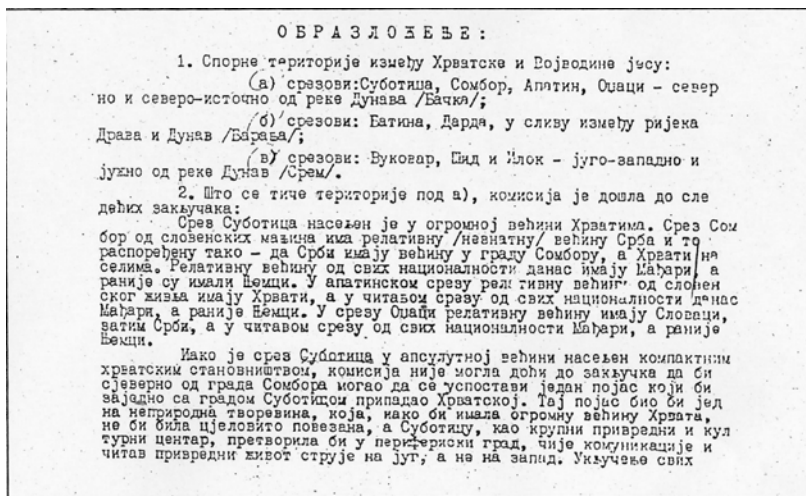 ОБРАЗЛОЖЕЊЕ:
1. Спорне територије између Хрватске и Војводине јесу:
(а) срезови:Суботица, Сомбор, Апатин, Оџаци - север
но и северо-источно од реке Дунава /Бачка/;
(б) срезови: Батина, Дарда, у сливу између ријека
Драва и Дунав /Барања/;
(в) срезови: Вуковар, Шид и Илок - југо-западно и
јужно од реке Дунав /Срем/.
2. Што се тиче територије под а), комисија је дошла до сле
дећих закључака:
Срез Суботица насељен је у огромној већини Хрватима. Срез Сом
бор од словенских мањина има релативну /незнатну/ већину Срба и то
распоређену тако - да Срби имају већину у граду Сомбору, а Хрвати на
селима. Релативну већину од свих националности данас имају Мађари, а
раније су имали Немци. У апатинском срезу релативну већину од словен
ског живља имају Хрвати, а у читавом срезу од свих националности данас
Мађари, а раније Немци. У срезу Оџаци релативну већину имају Словаци,
затим Срби, а у читавом срезу од свих националности Мађари, а раније
Немци.
Иако је срез Суботица у апсулутној већини насељен компактним
хрватским становништвом, комисија није могла доћи до закључка да би
сјеверно од града Сомбора могао да се успостави један појас који би
заједно са градом Суботицом припадао Хрватској. Тај појас био би јед
на неприродна творевина, која, иако би имала огромну већину Хрвата,
не би била цјеловито повезана, а Суботицу, као крупни привредни и кул
турни центар, претворила би у перифериски град, чије комуникације и
читав привредни живот струје на југ, а не на запад. Укључење свих